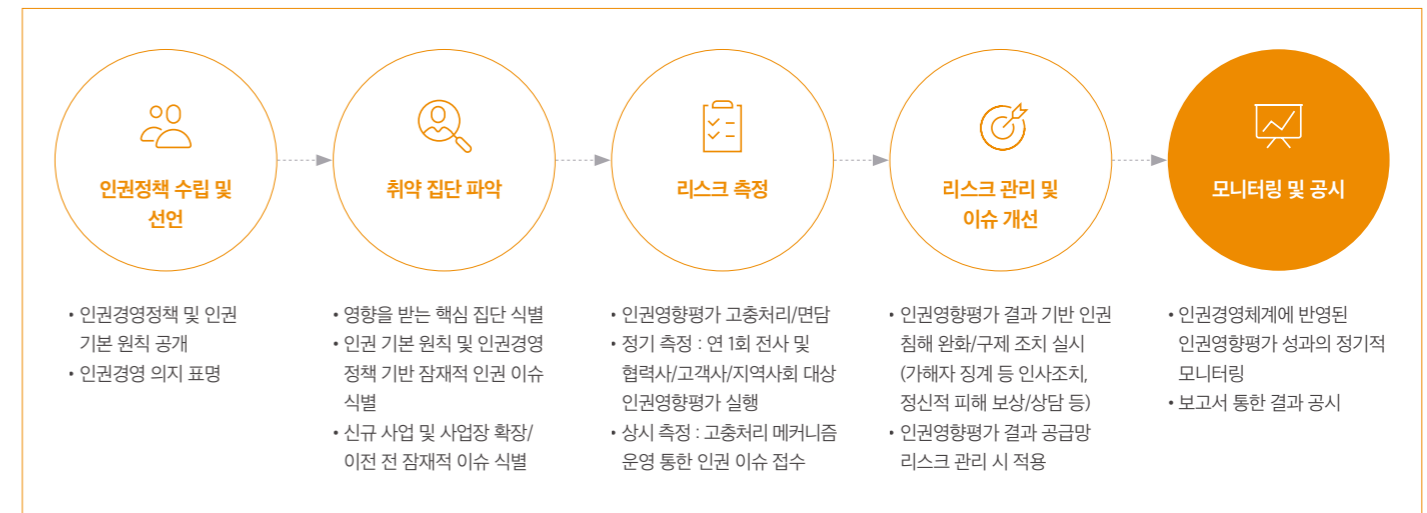 인권정책 수립 및
선언
취약 집단 파악
리스크 측정
리스크 관리 및
이슈 개선
모니터링 및 공시
• 인권경영정책 및 인권
기본 원칙 공개
• 인권경영 의지 표명
• 영향을 받는 핵심 집단 식별
• 인권 기본 원칙 및 인권경영
정책 기반 잠재적 인권 이슈
식별
• 신규 사업 및 사업장 확장/
이전 전 잠재적 이슈 식별
• 인권영향평가 고충처리/면담
• 정기 측정 : 연 1회 전사 및
협력사/고객사/지역사회 대상
인권영향평가 실행
• 상시 측정 : 고충처리 메커니즘
운영 통한 인권 이슈 접수
• 인권영향평가 결과 기반 인권
침해 완화/구제 조치 실시
(가해자 징계 등 인사조치,
정신적 피해 보상/상담 등)
• 인권영향평가 결과 공급망
리스크 관리 시 적용
• 인권경영체계에 반영된
인권영향평가 성과의 정기적
모니터링
• 보고서 통한 결과 공시